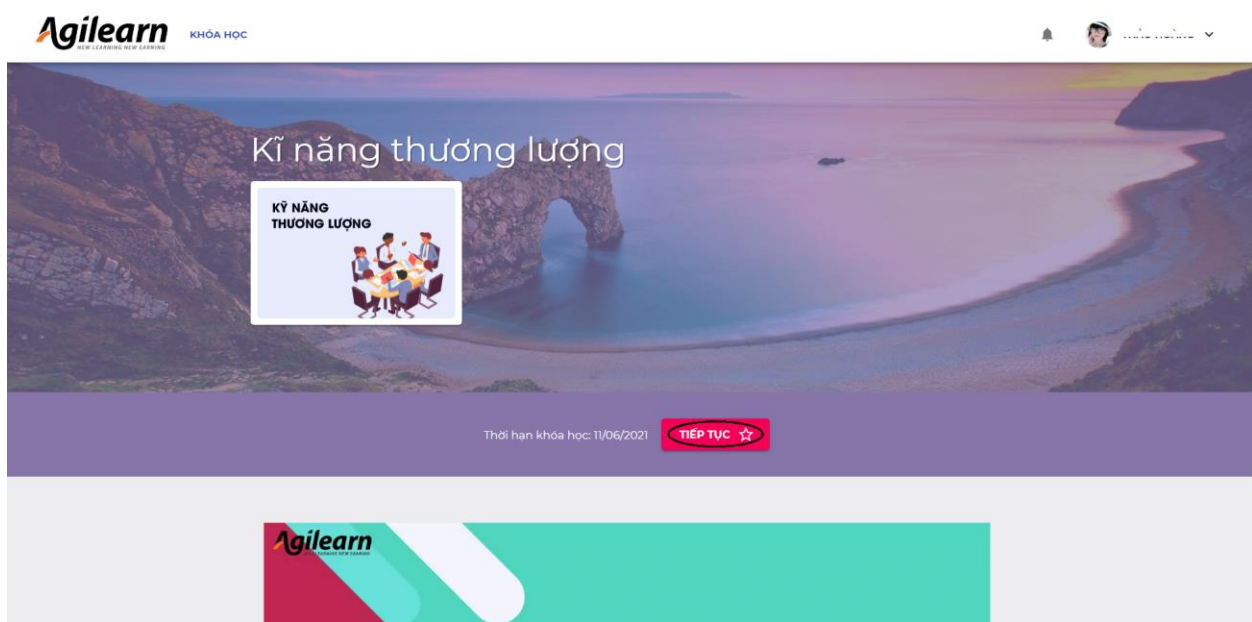 Agilearn
NEW LEARNING NEW EARNING
KHÓA HỌC
Kĩ năng thương lượng
KỸ NĂNG
THƯƠNG LƯỢNG
Thời hạn khóa học: 11/06/2021
TIẾP TỤC
Agilearn